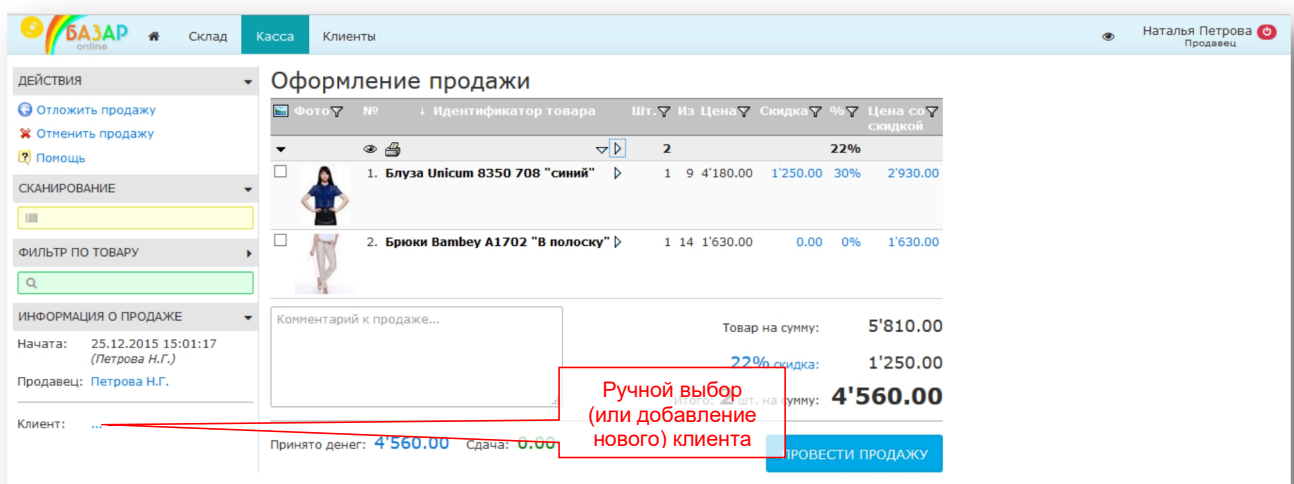 БАЗАР
online
Склад
Касса
Клиенты
Наталья Петрова
Продавец
ДЕЙСТВИЯ
Отложить продажу
Отменить продажу
Помощь
СКАНИРОВАНИЕ
ФИЛЬТР ПО ТОВАРУ
ИНФОРМАЦИЯ О ПРОДАЖЕ
Начата: 25.12.2015 15:01:17
(Петрова Н.Г.)
Продавец: Петрова Н.Г.
Клиент: ...
Оформление продажи
Фото № ↓ Идентификатор товара Шт. Из Цена Скидка % Цена со
скидкой
2 22%
1. Блуза Unicum 8350 708 "синий" 1 9 4'180.00 1'250.00 30% 2'930.00
2. Брюки Bambey A1702 "В полоску" 1 14 1'630.00 0.00 0% 1'630.00
Комментарий к продаже...
Товар на сумму: 5'810.00
22% скидка: 1'250.00
Итого: 2 шт. на сумму: 4'560.00
Принято денег: 4'560.00 Сдача: 0.00
ПРОВЕСТИ ПРОДАЖУ
Ручной выбор
(или добавление
нового) клиента